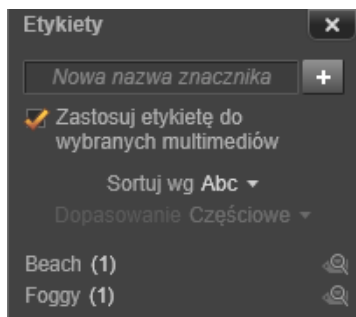 Etykiety
Nowa nazwa znacznika
Zastosuj etykietę do
wybranych multimediów
Sortuj wg Abc
Dopasowanie Częściowe
Beach (1)
Foggy (1)